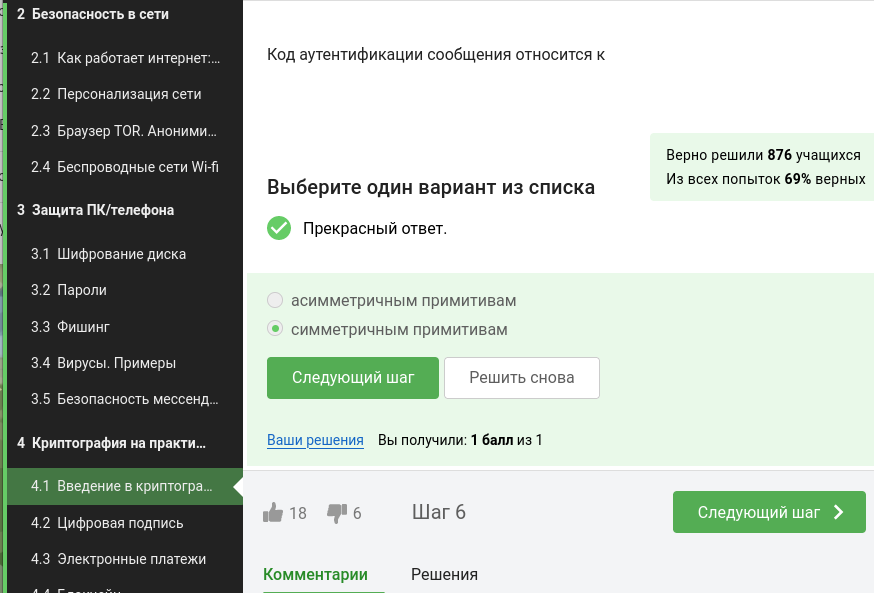 2 Безопасность в сети
2.1 Как работает интернет:...
2.2 Персонализация сети
2.3 Браузер TOR. Аноними...
2.4 Беспроводные сети Wi-fi
3 Защита ПК/телефона
3.1 Шифрование диска
3.2 Пароли
3.3 Фишинг
3.4 Вирусы. Примеры
3.5 Безопасность мессенд...
4 Криптография на практи...
4.1 Введение в криптогра...
4.2 Цифровая подпись
4.3 Электронные платежи
Код аутентификации сообщения относится к
Верно решили 876 учащихся
Из всех попыток 69% верных
Выберите один вариант из списка
Прекрасный ответ.
асимметричным примитивам
симметричным примитивам
Следующий шаг
Решить снова
Ваши решения Вы получили: 1 балл из 1
18 6 Шаг 6
Следующий шаг
Комментарии Решения